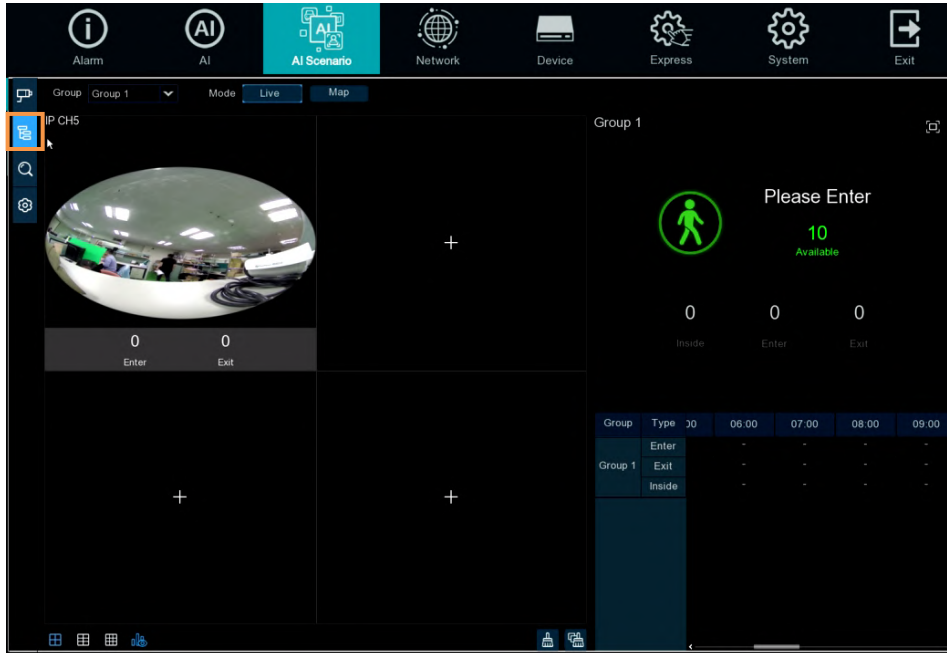 Alarm
AI
AI Scenario
Network
Device
Express
System
Exit
Group Group 1 Mode Live Map
IP CH5
0 0
Enter Exit
Group 1
Please Enter
10
Available
0 0 0
Inside Enter Exit
Group Type 00 06:00 07:00 08:00 09:00
Enter - - - -
Group 1 Exit - - - -
Inside - - - -